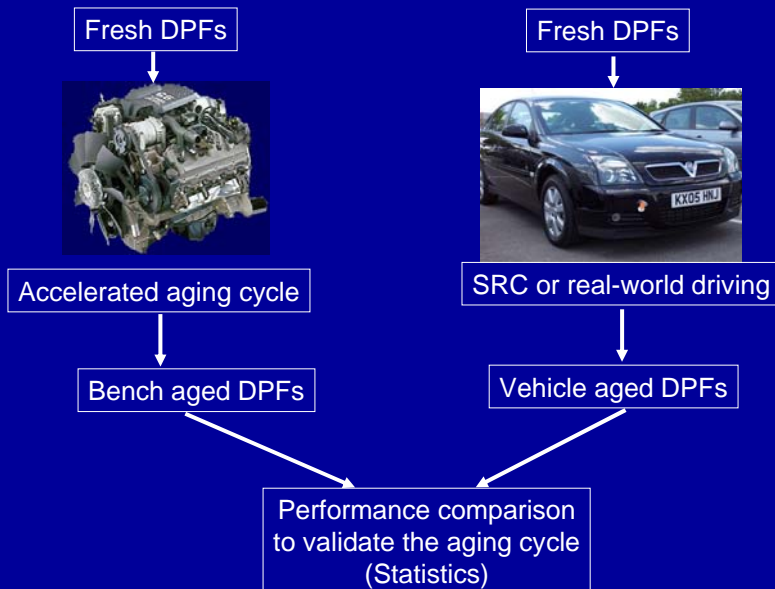 Fresh DPFs
Fresh DPFs
KX05 HNJ
Accelerated aging cycle
SRC or real-world driving
Bench aged DPFs
Vehicle aged DPFs
Performance comparison
to validate the aging cycle
(Statistics)